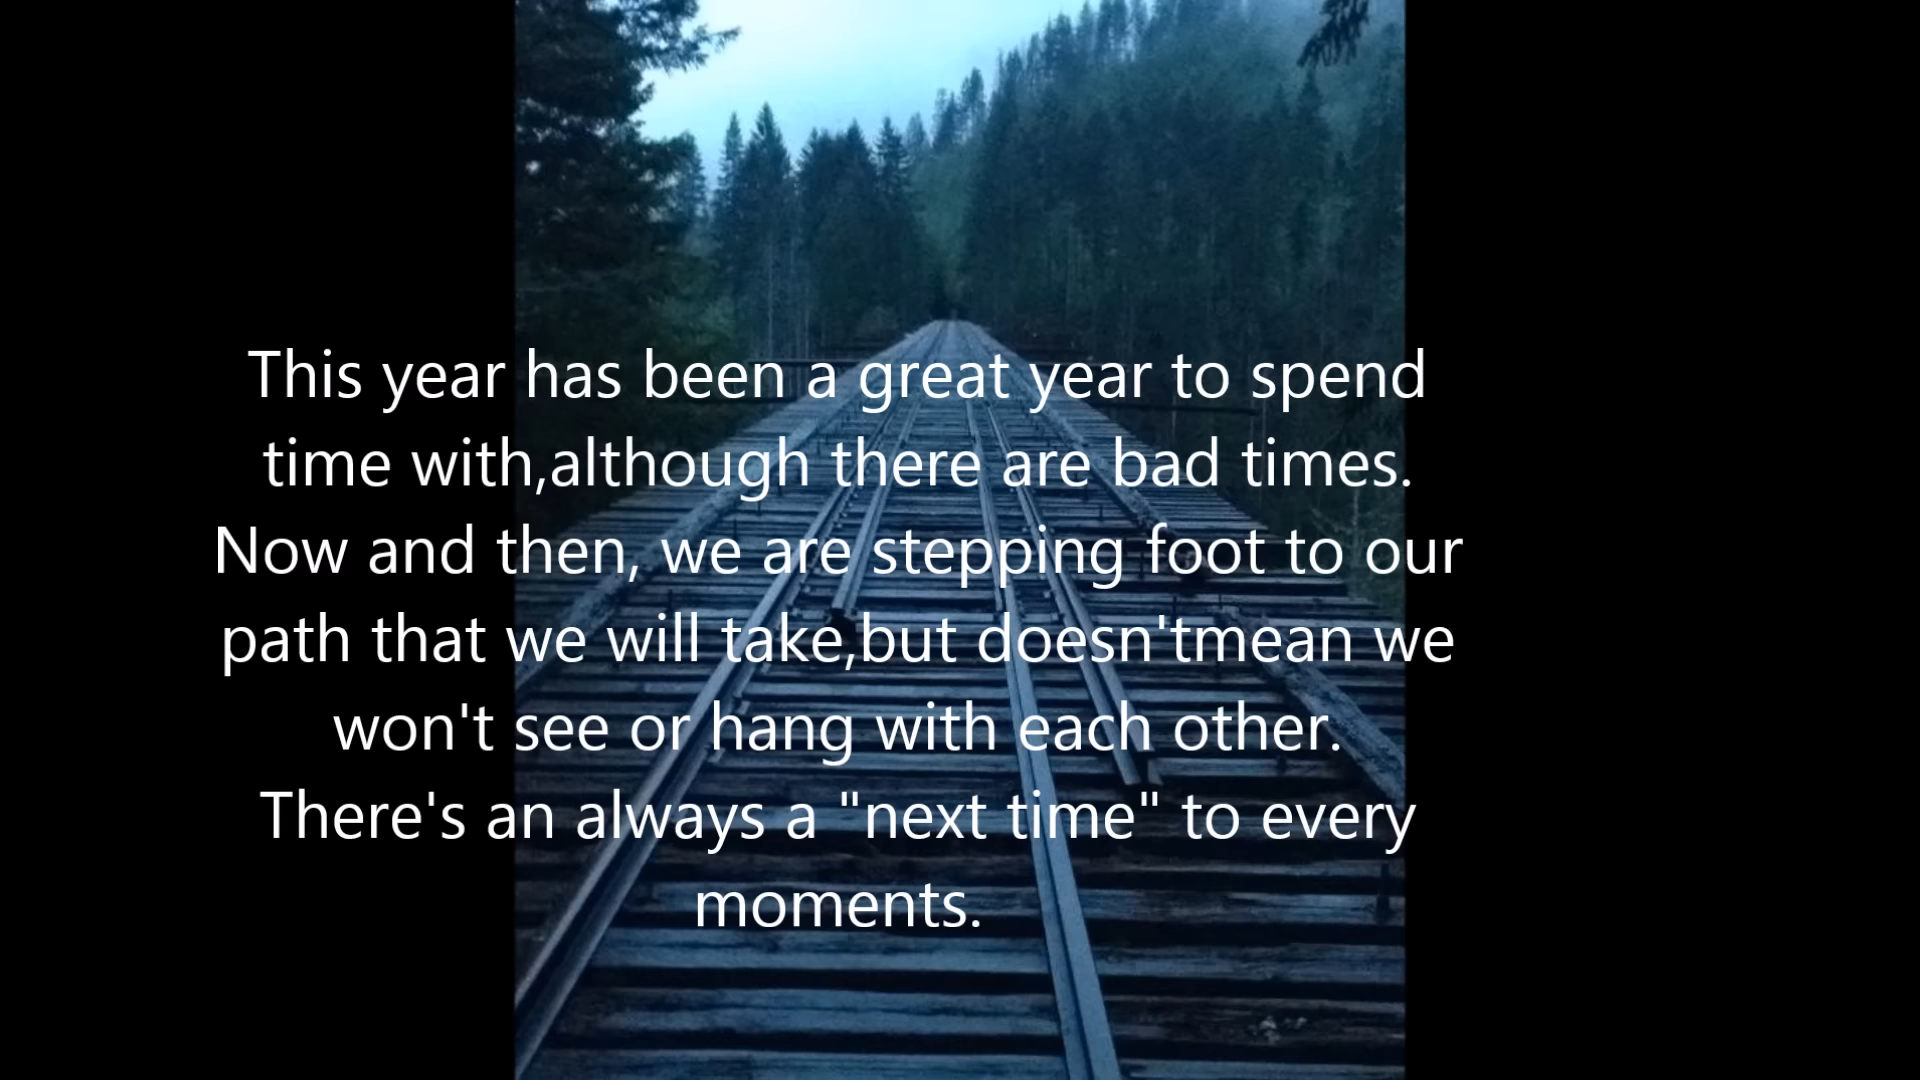 This year has been a great year to spend
time with,although there are bad times.
Now and then, we are stepping foot to our
path that we will take,but doesn'tmean we
won't see or hang with each other.
There's an always a "next time" to every
moments.